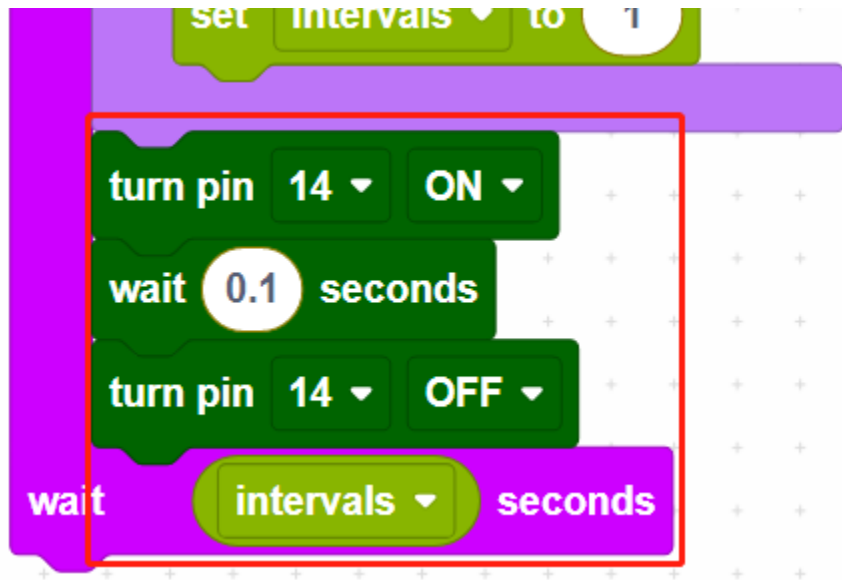 set intervals to 1
turn pin 14 ON
wait 0.1 seconds
turn pin 14 OFF
wait intervals seconds